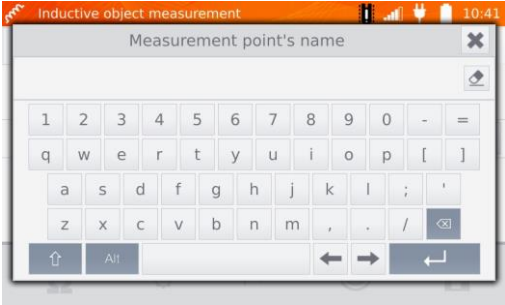 Inductive object measurement 10:41
Measurement point's name
1 2 3 4 5 6 7 8 9 0 - =
q w e r t y u i o p [ ]
a s d f g h j k l ; '
z x c v b n m , . /
Alt